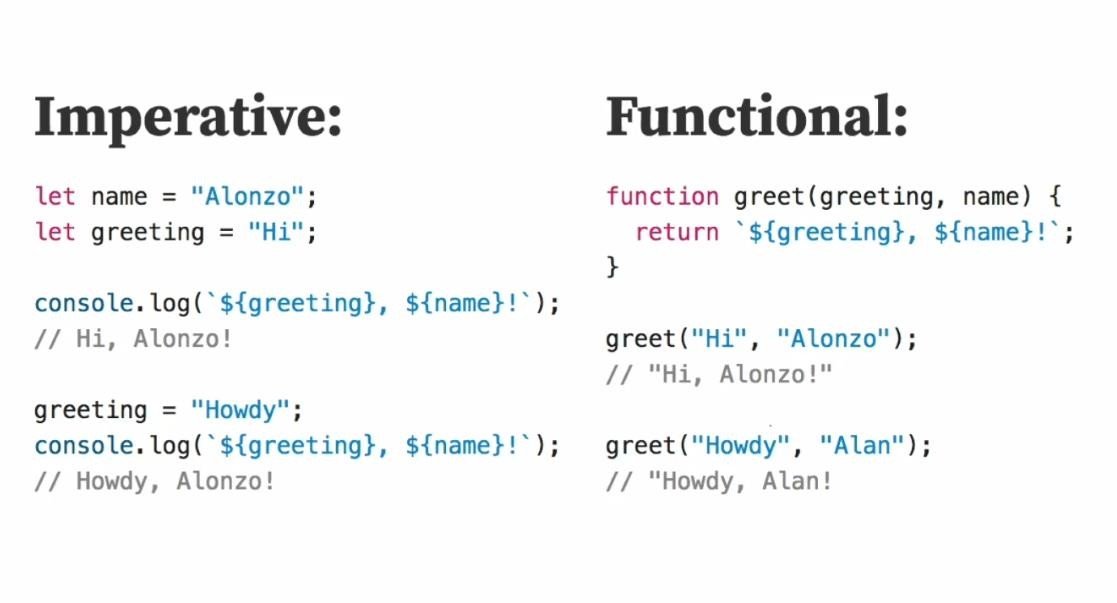 Imperative:
let name = "Alonzo";
let greeting = "Hi";
console.log(`${greeting}, ${name}!`);
// Hi, Alonzo!
greeting = "Howdy";
console.log(`${greeting}, ${name}!`);
// Howdy, Alonzo!
Functional:
function greet(greeting, name) {
  return `${greeting}, ${name}!`;
}
greet("Hi", "Alonzo");
// "Hi, Alonzo!"
greet("Howdy", "Alan");
// "Howdy, Alan!